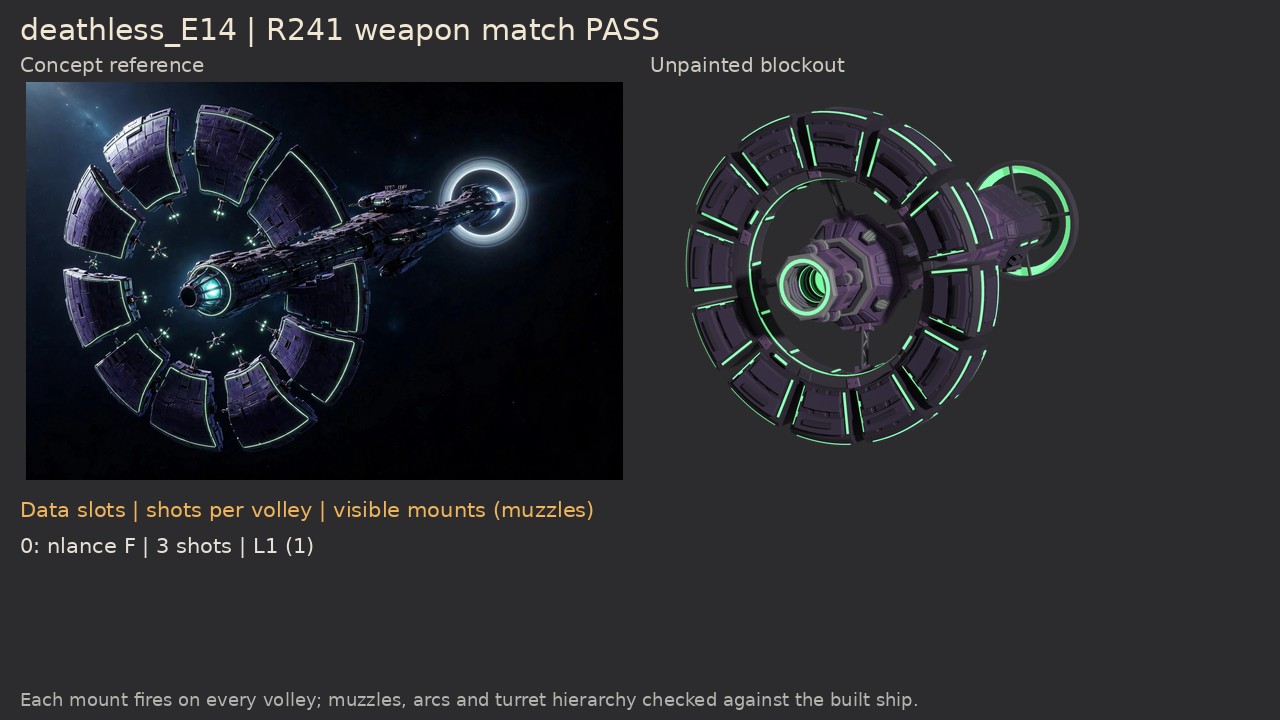 deathless_E14 | R241 weapon match PASS
Concept reference
Unpainted blockout
Data slots | shots per volley | visible mounts (muzzles)
0: nlance F | 3 shots | L1 (1)
Each mount fires on every volley; muzzles, arcs and turret hierarchy checked against the built ship.